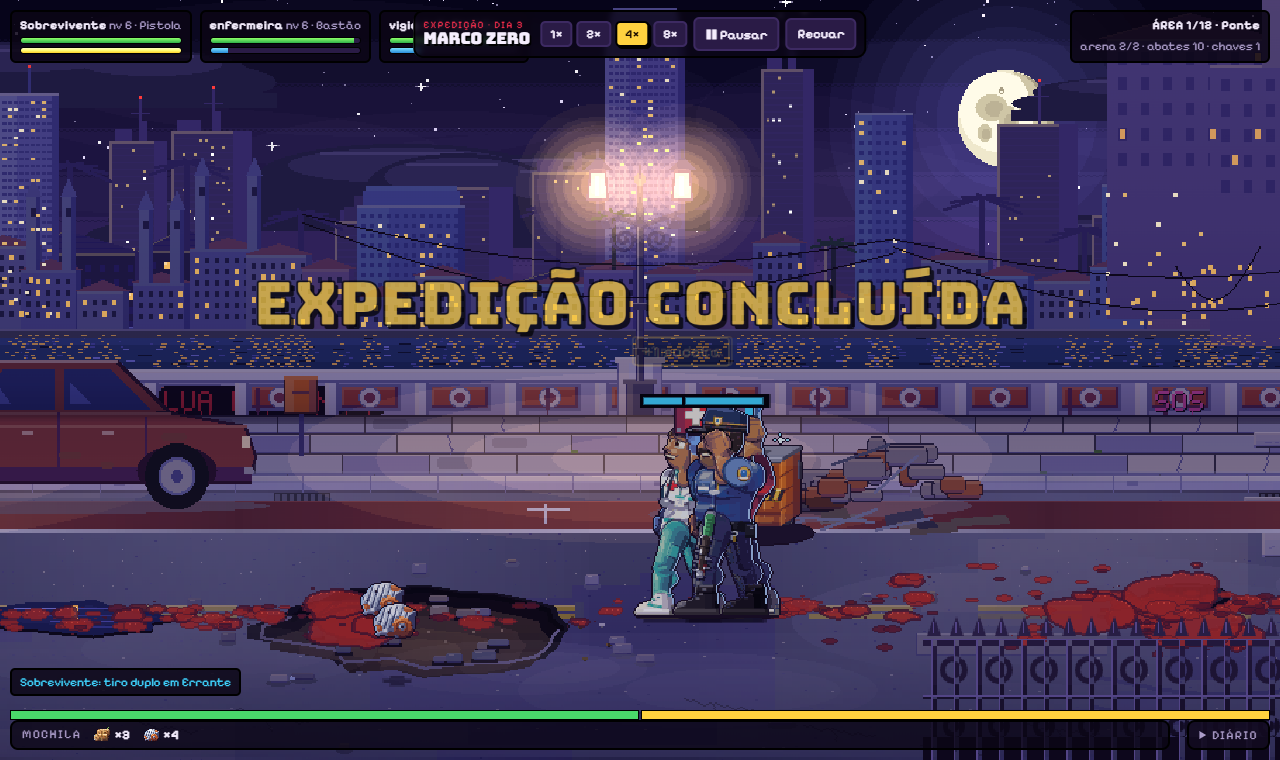 Sobrevivente nv 6 · Pistola
enfermeira nv 6 · Bastão
EXPEDIÇÃO · DIA 3
MARCO ZERO
1×
2×
4×
8×
Pausar
Recuar
ÁREA 1/12 · Ponte
arena 2/2 · abates 10 · chaves 1
EXPEDIÇÃO CONCLUÍDA
SOS
Sobrevivente: tiro duplo em Errante
MOCHILA ×3 ×4
DIÁRIO